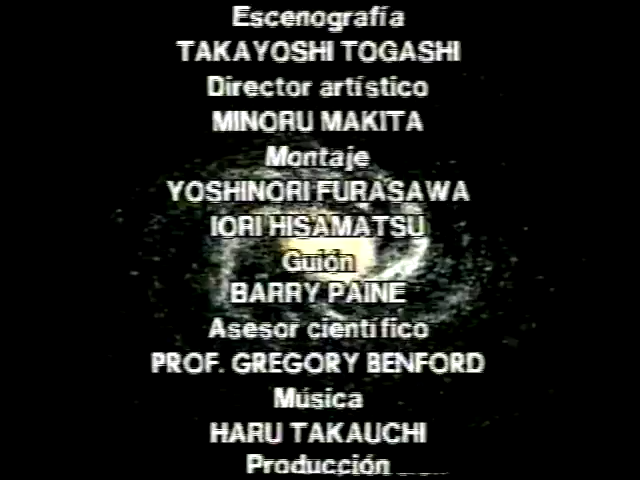 Escenografía
TAKAYOSHI TOGASHI
Director artístico
MINORU MAKITA
Montaje
YOSHINORI FURASAWA
IORI HISAMATSU
Guión
BARRY PAINE
Asesor científico
PROF. GREGORY BENFORD
Música
HARU TAKAUCHI
Producción